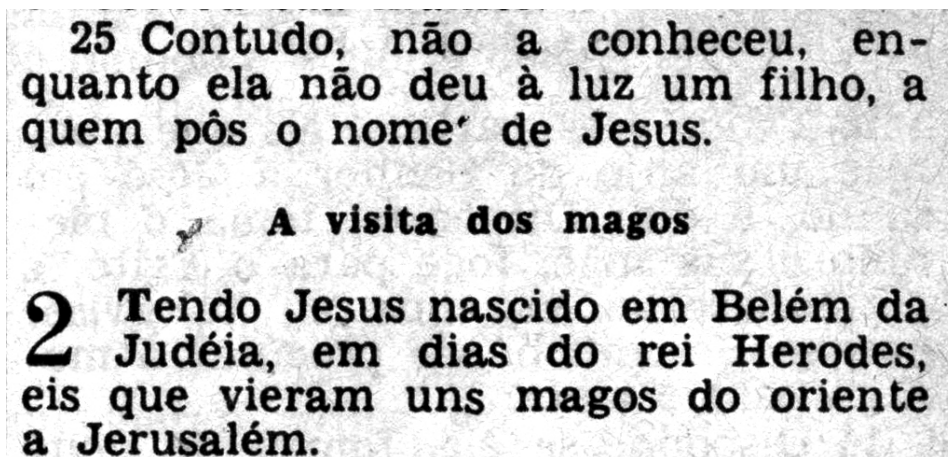 25 Contudo, não a conheceu, en-
quanto ela não deu à luz um filho, a
quem pôs o nome de Jesus.
A visita dos magos
2 Tendo Jesus nascido em Belém da
Judéia, em dias do rei Herodes,
eis que vieram uns magos do oriente
a Jerusalém.